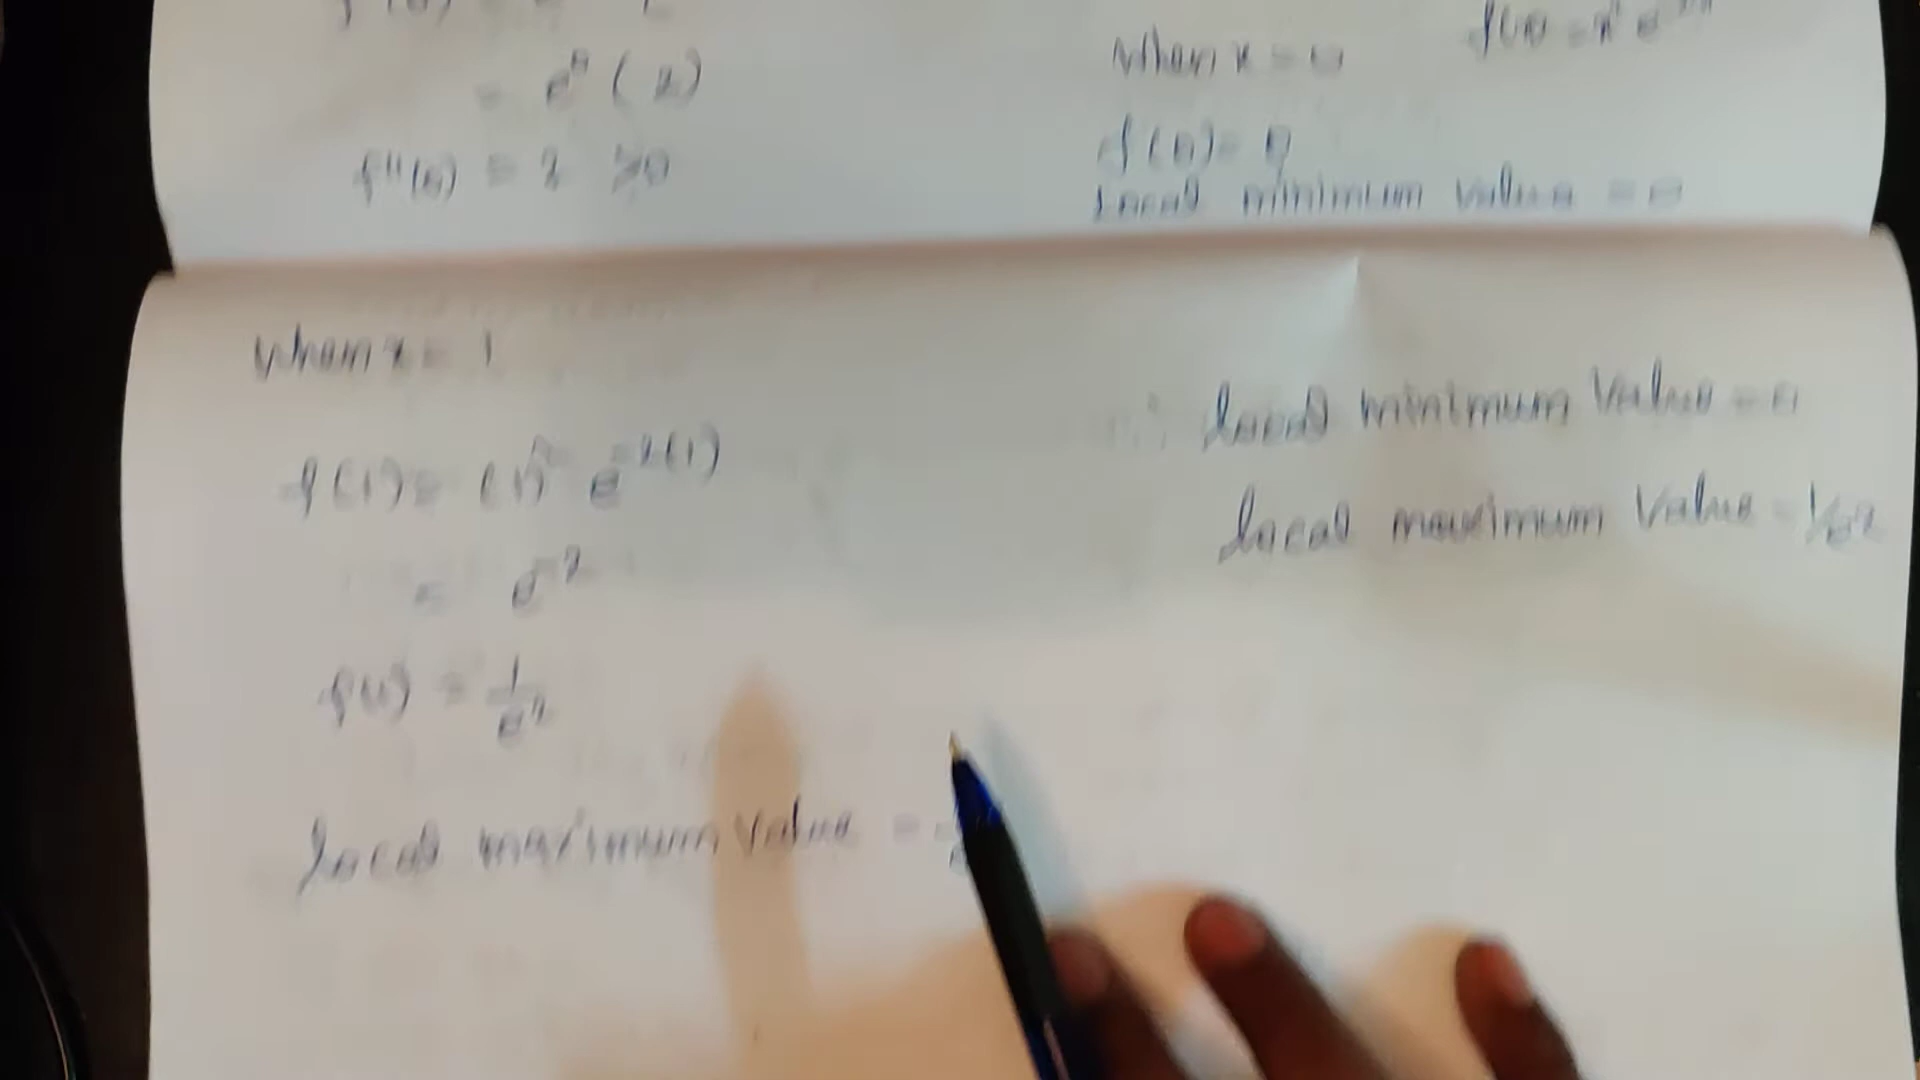 = e⁰ ( 2 )
f''(0) = 2 >0
When x = 0
f(0) = 0
Local minimum value = 0
When x = 1
f(1) = (1)² e^-2(1)
= e^-2
f(1) = 1/e²
local maximum value =
∴ local minimum Value = 0
local maximum Value = 1/e²